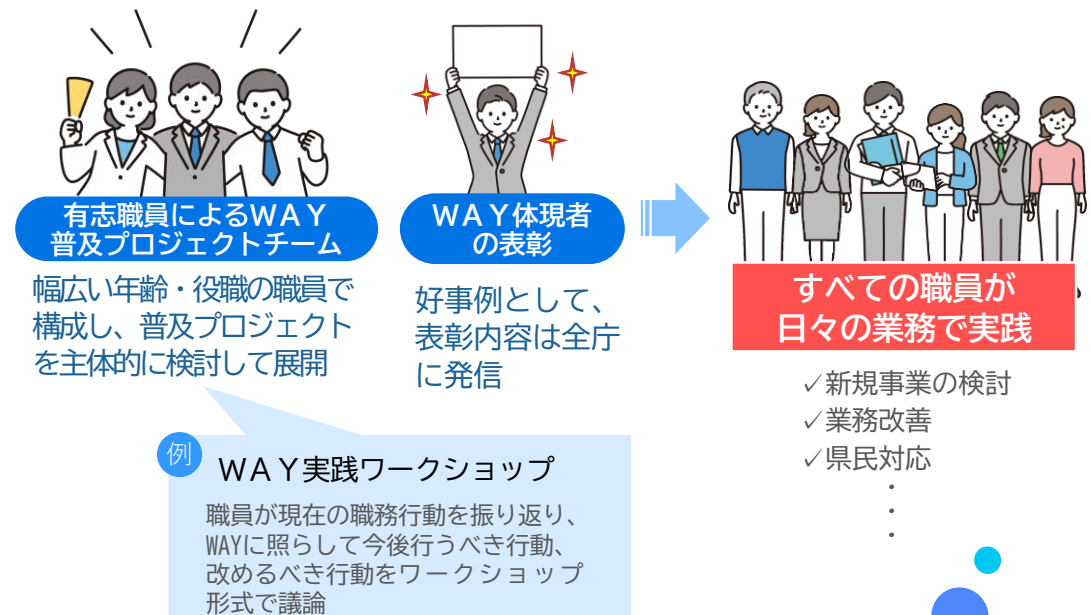 有志職員によるＷＡＹ
普及プロジェクトチーム
幅広い年齢・役職の職員で
構成し、普及プロジェクト
を主体的に検討して展開
ＷＡＹ体現者
の表彰
好事例として、
表彰内容は全庁
に発信
すべての職員が
日々の業務で実践
✓新規事業の検討
✓業務改善
✓県民対応
・
・
・
例
ＷＡＹ実践ワークショップ
職員が現在の職務行動を振り返り、
WAYに照らして今後行うべき行動、
改めるべき行動をワークショップ
形式で議論